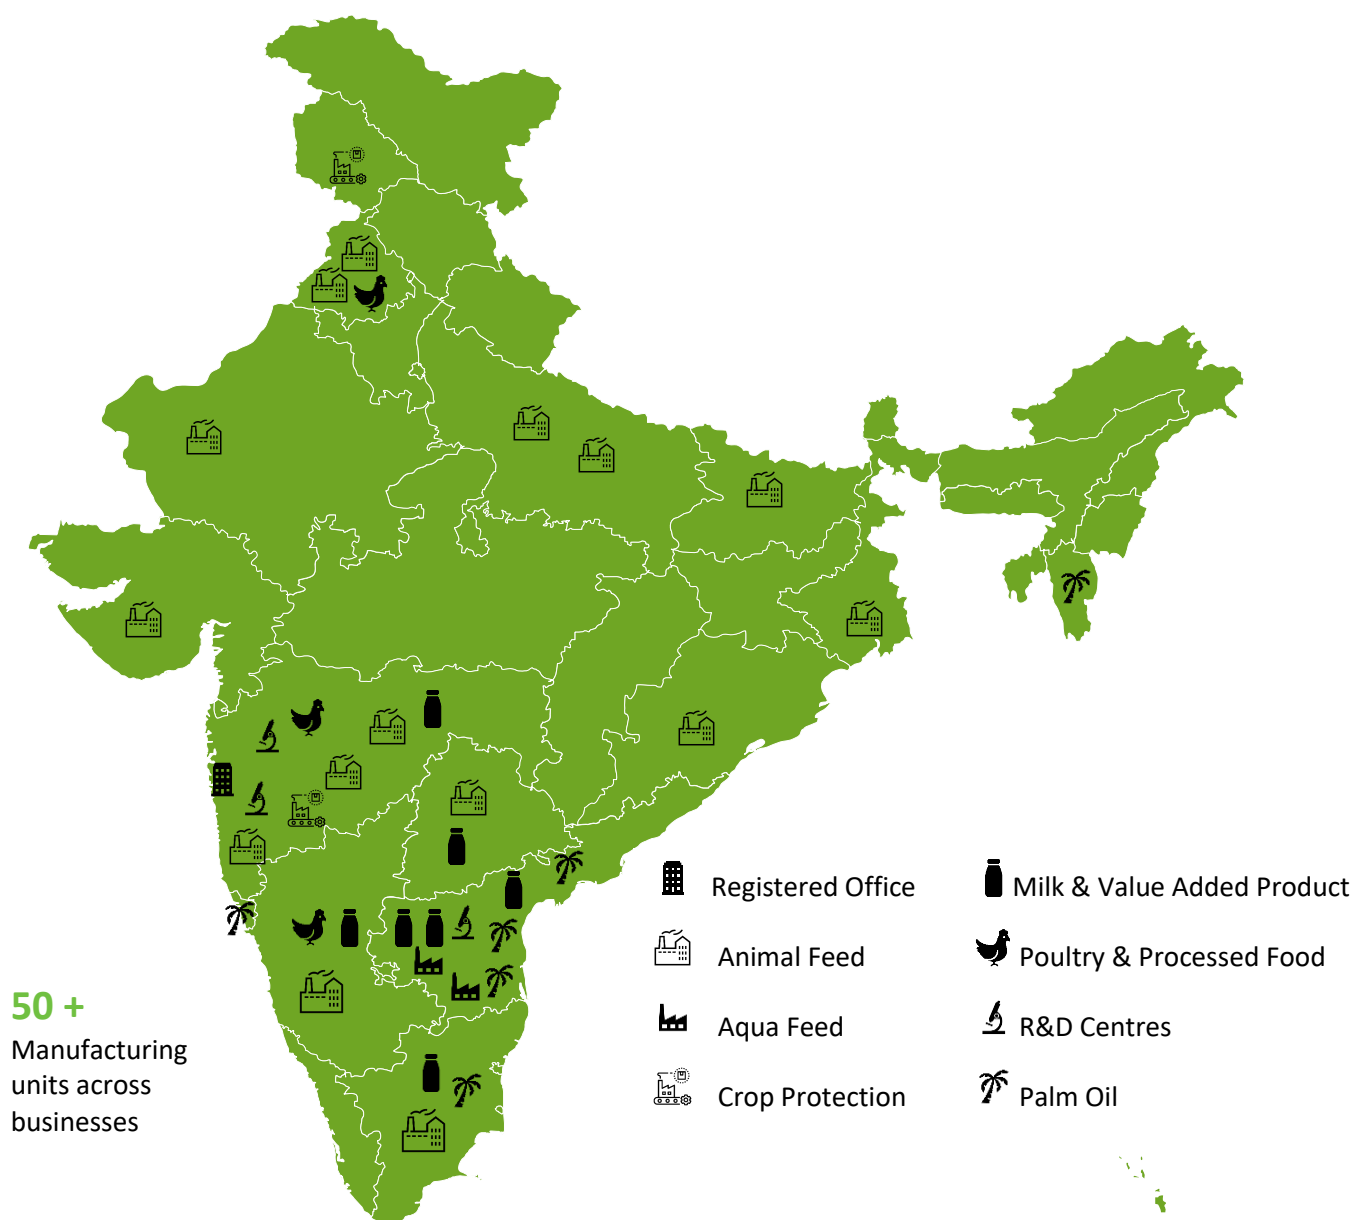 Registered Office
Milk & Value Added Product
Animal Feed
Poultry & Processed Food
Aqua Feed
R&D Centres
Crop Protection
Palm Oil
50 +
Manufacturing
units across
businesses